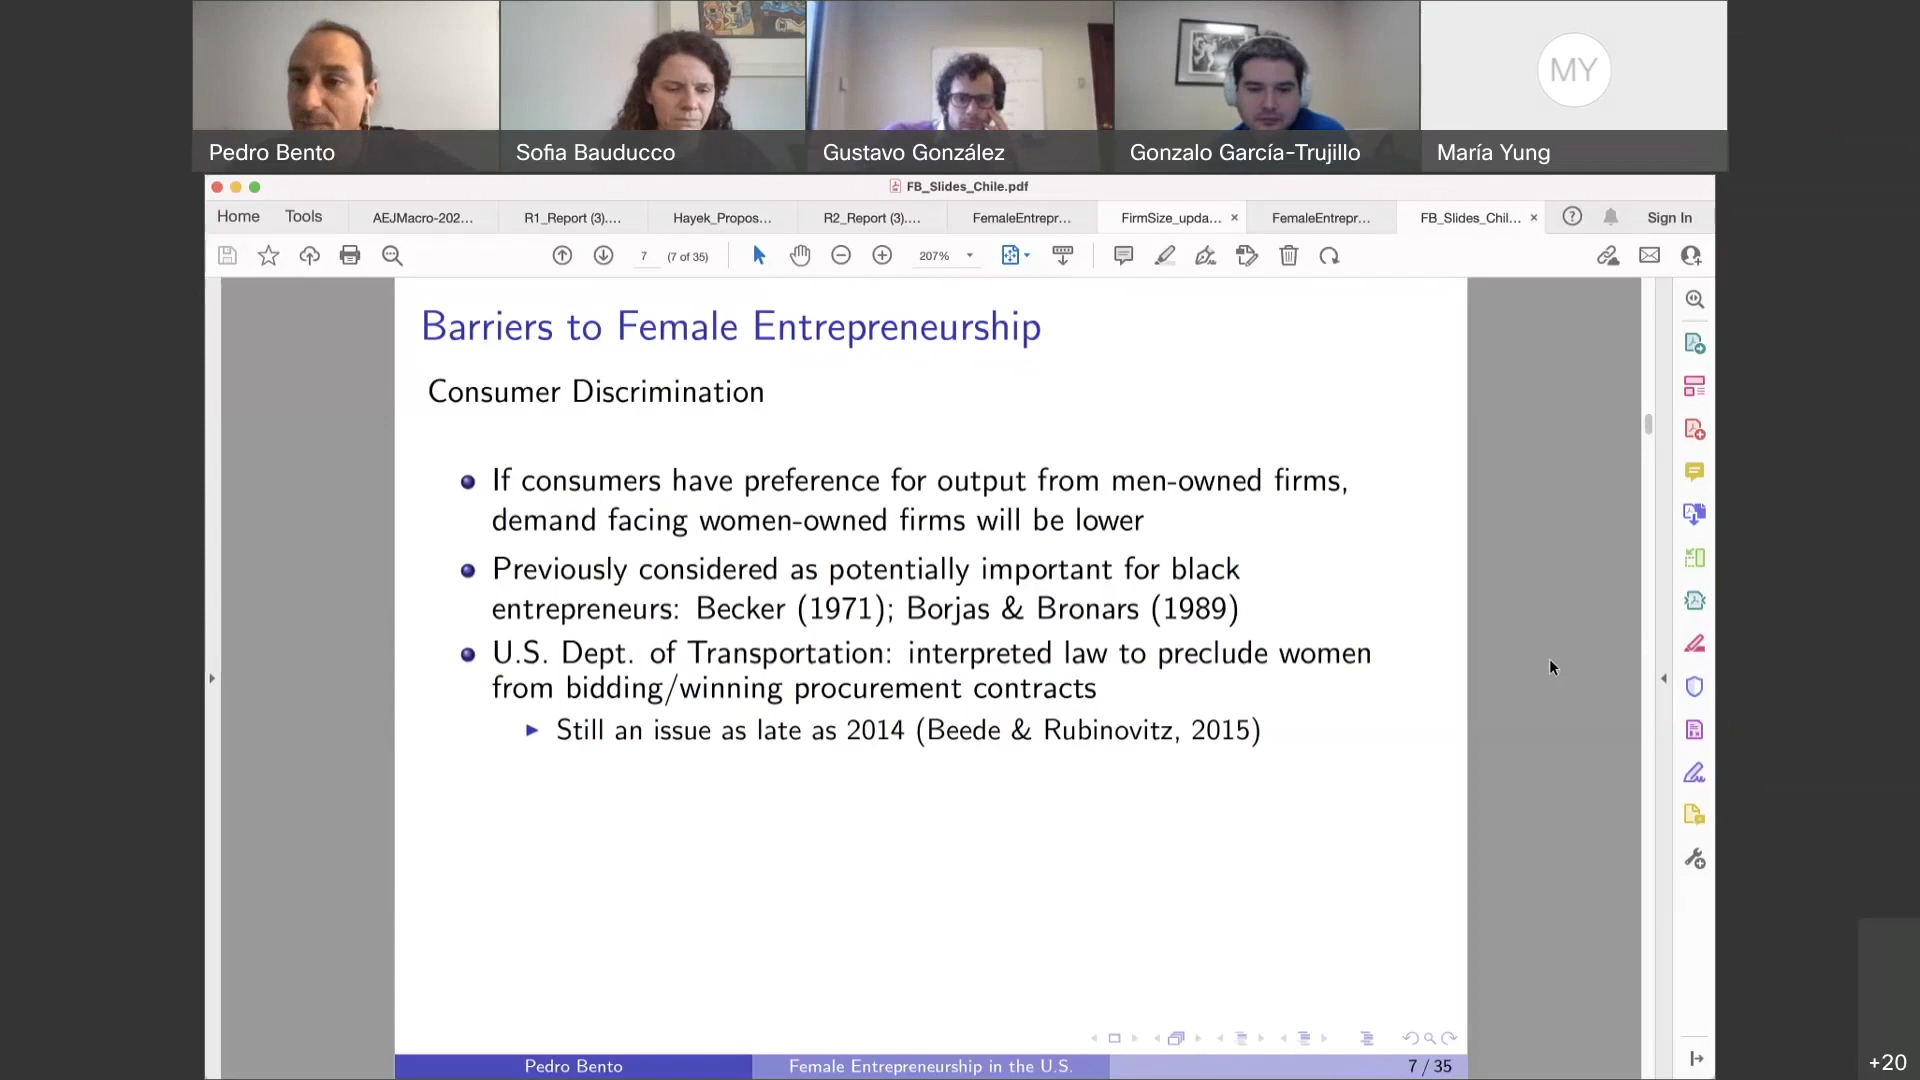 Pedro Bento
Sofia Bauducco
Gustavo González
Gonzalo García-Trujillo
MY
María Yung
FB_Slides_Chile.pdf
Home Tools AEJMacro-202... R1_Report (3).... Hayek_Propos... R2_Report (3).... FemaleEntrepr... FirmSize_upda... × FemaleEntrepr... FB_Slides_Chil... × Sign In
7 (7 of 35) 207%
Barriers to Female Entrepreneurship
Consumer Discrimination
If consumers have preference for output from men-owned firms,
demand facing women-owned firms will be lower
Previously considered as potentially important for black
entrepreneurs: Becker (1971); Borjas & Bronars (1989)
U.S. Dept. of Transportation: interpreted law to preclude women
from bidding/winning procurement contracts
Still an issue as late as 2014 (Beede & Rubinovitz, 2015)
Pedro Bento Female Entrepreneurship in the U.S. 7 / 35
+20